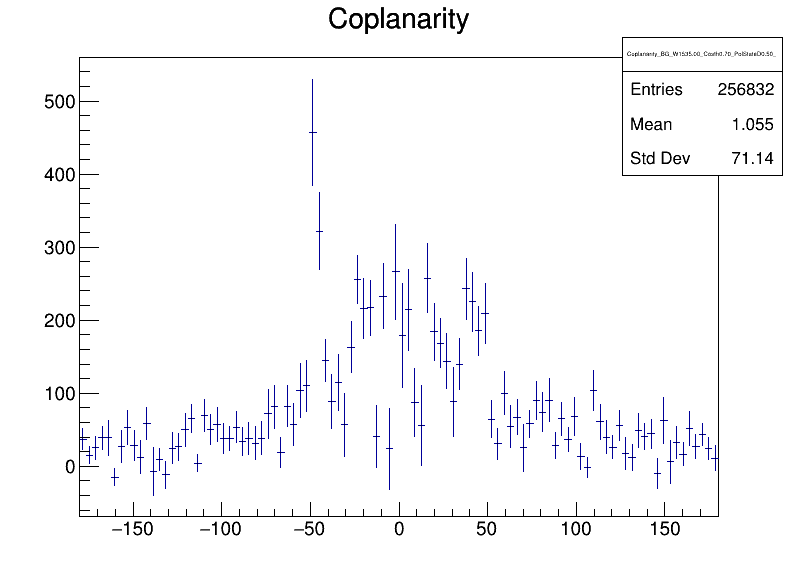 Coplanarity
Coplanarity_BG_W1535.00_Costh0.70_PolStateD0.50_
Entries 256832
Mean 1.055
Std Dev 71.14
500
400
300
200
100
0
−150 −100 −50 0 50 100 150